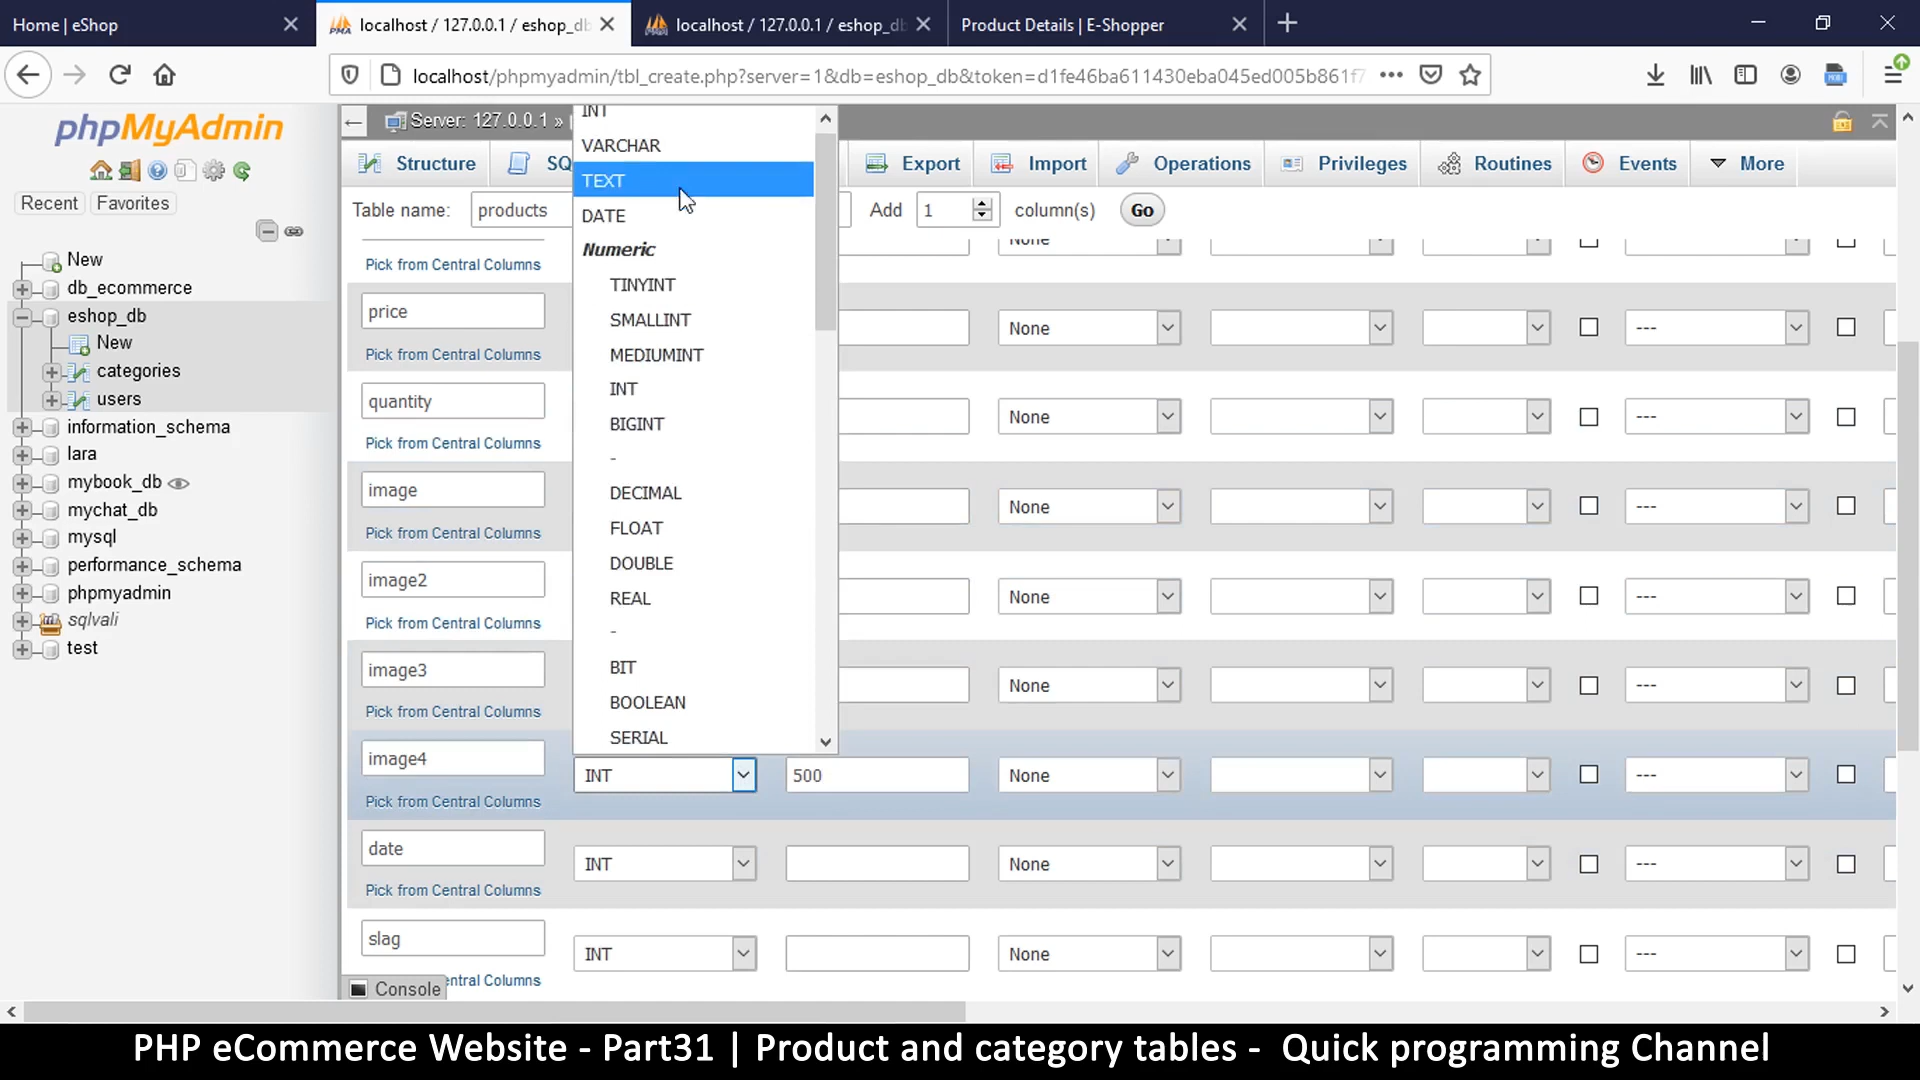 Home | eShop
localhost / 127.0.0.1 / eshop_db
localhost / 127.0.0.1 / eshop_db
Product Details | E-Shopper
localhost/phpmyadmin/tbl_create.php?server=1&db=eshop_db&token=d1fe46ba611430eba045ed005b861f7
phpMyAdmin
Recent
Favorites
New
db_ecommerce
eshop_db
New
categories
users
information_schema
lara
mybook_db
mychat_db
mysql
performance_schema
phpmyadmin
sqlvali
test
Server: 127.0.0.1 »
Structure
SQ
Export
Import
Operations
Privileges
Routines
Events
More
Table name:
products
Add
1
column(s)
Go
INT
VARCHAR
TEXT
DATE
Numeric
TINYINT
SMALLINT
MEDIUMINT
INT
BIGINT
-
DECIMAL
FLOAT
DOUBLE
REAL
-
BIT
BOOLEAN
SERIAL
None
Pick from Central Columns
price
None
---
Pick from Central Columns
quantity
None
---
Pick from Central Columns
image
None
---
Pick from Central Columns
image2
None
---
Pick from Central Columns
image3
None
---
Pick from Central Columns
image4
INT
500
None
---
Pick from Central Columns
date
INT
None
---
Pick from Central Columns
slag
INT
None
---
Console
entral Columns
PHP eCommerce Website - Part31 | Product and category tables - Quick programming Channel